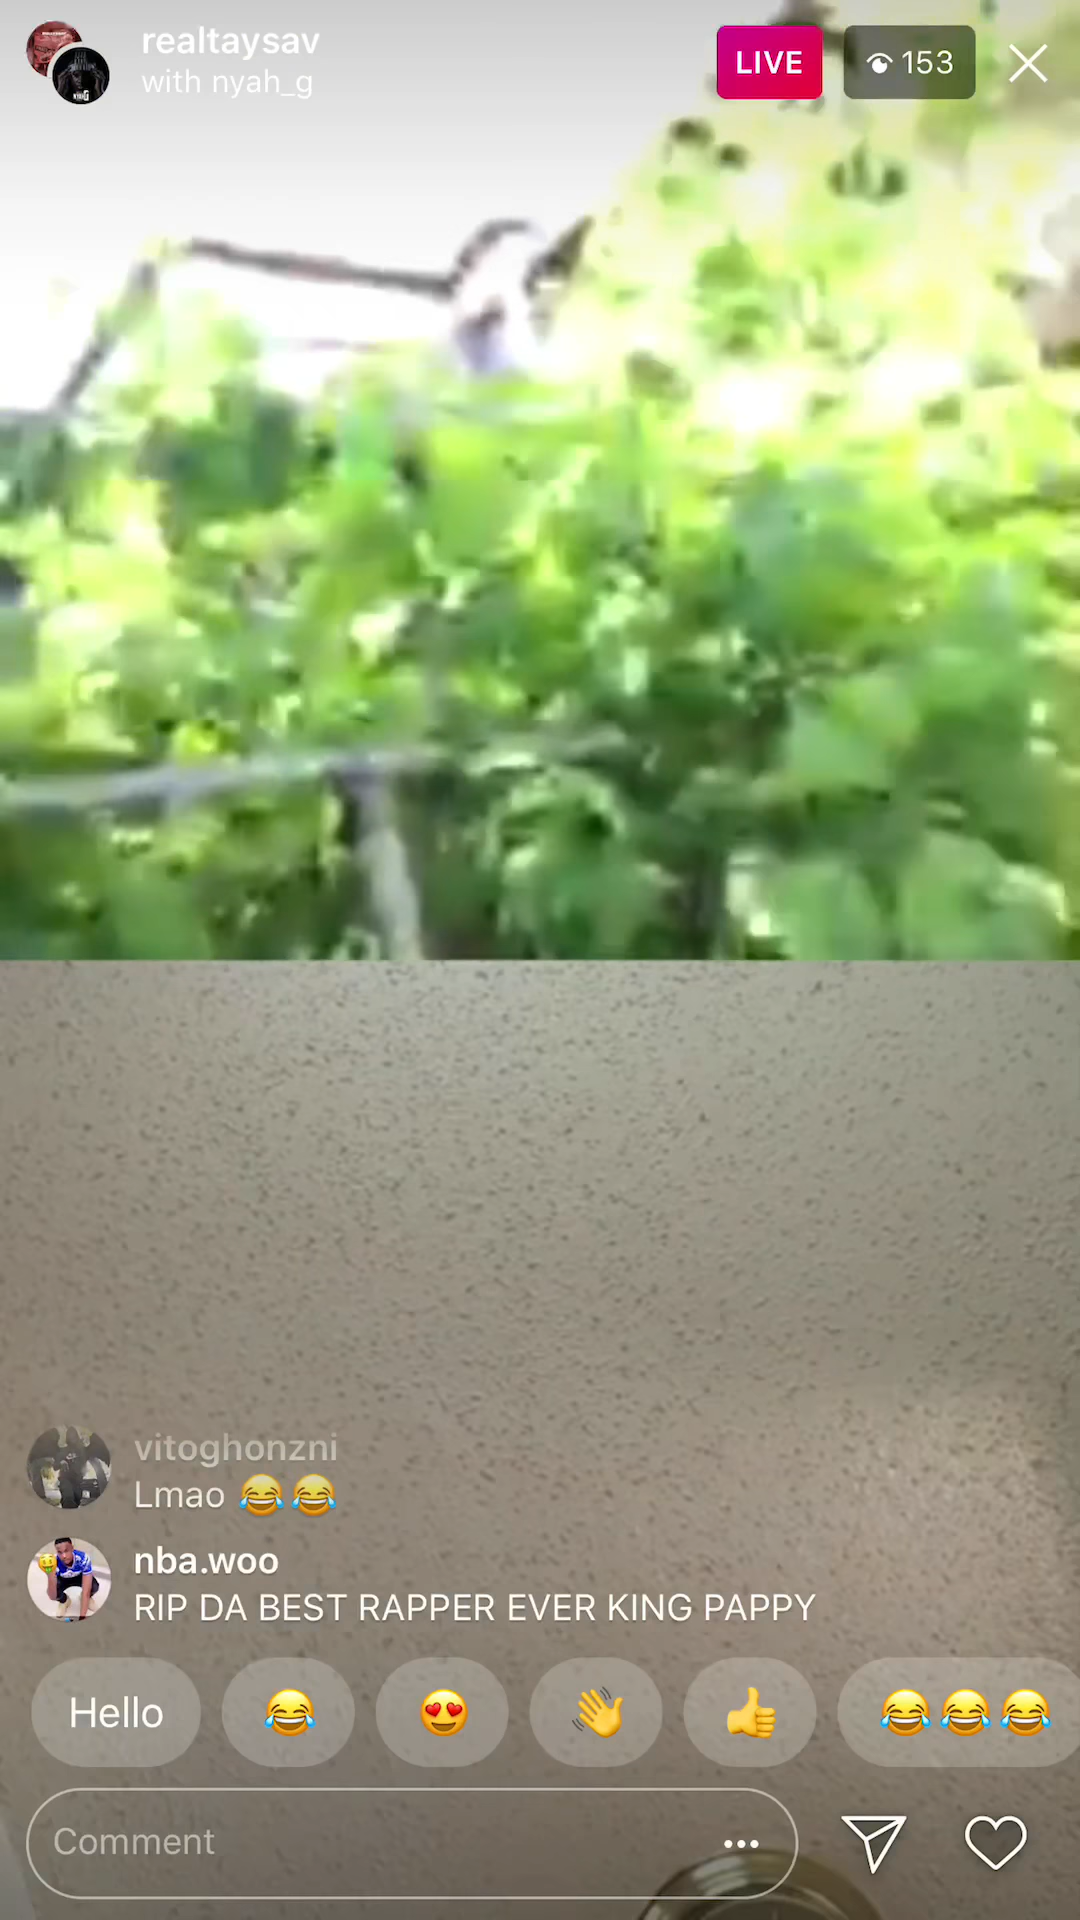 realtaysav
with nyah_g
LIVE
153
vitoghonzni
Lmao 😂😂
nba.woo
RIP DA BEST RAPPER EVER KING PAPPY
Hello 😂 😍 👋 👍 😂😂😂
Comment